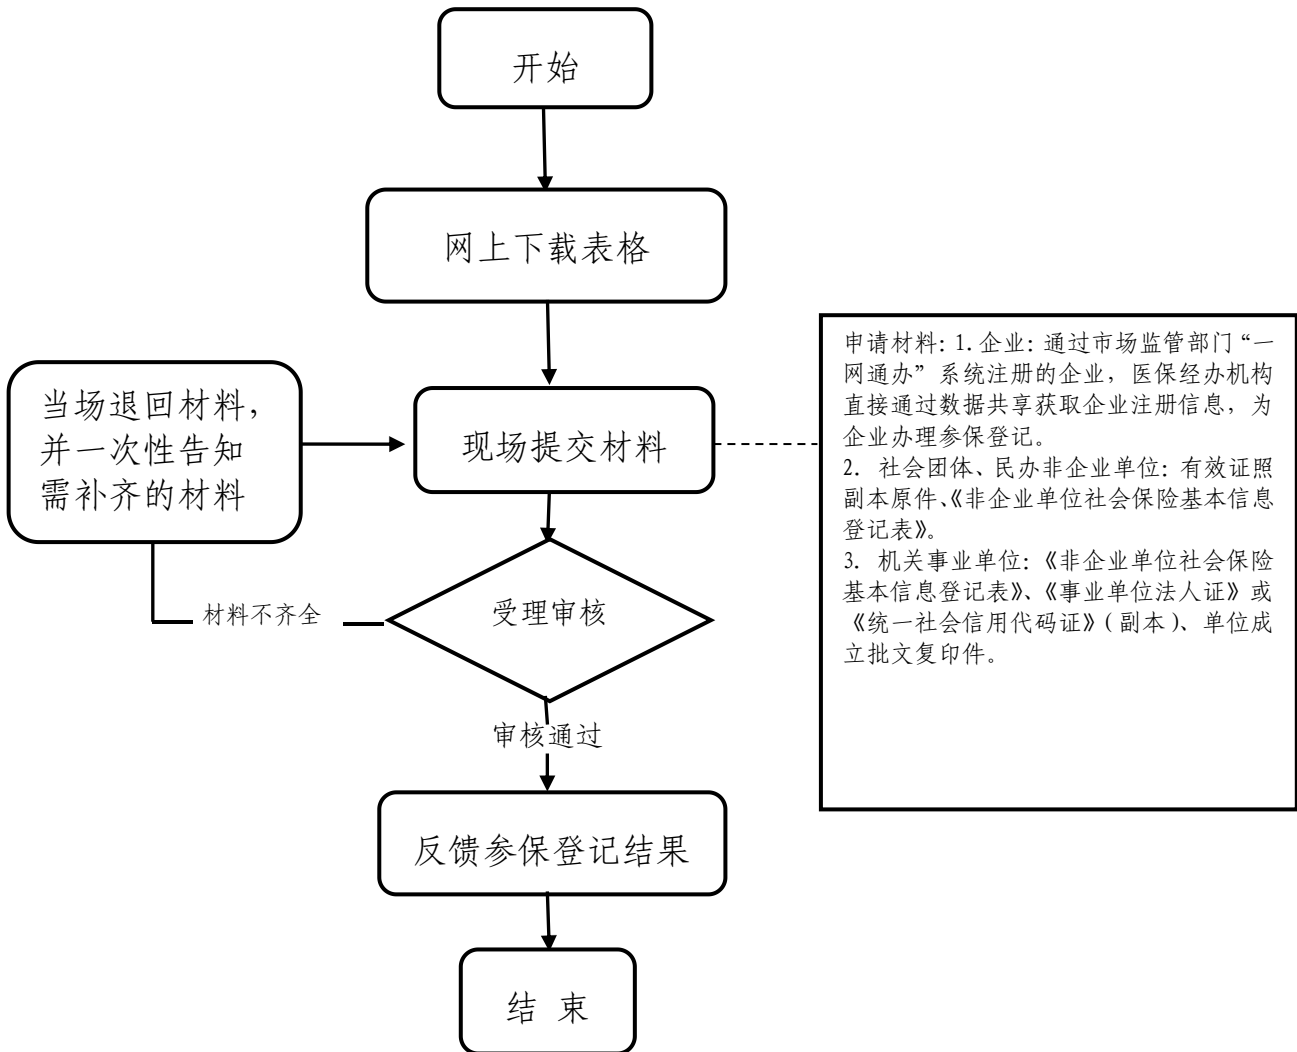 开始
网上下载表格
当场退回材料，
并一次性告知
需补齐的材料
现场提交材料
申请材料：1.企业：通过市场监管部门“一
网通办”系统注册的企业，医保经办机构
直接通过数据共享获取企业注册信息，为
企业办理参保登记。
2. 社会团体、民办非企业单位：有效证照
副本原件、《非企业单位社会保险基本信息
登记表》。
3. 机关事业单位：《非企业单位社会保险
基本信息登记表》、《事业单位法人证》或
《统一社会信用代码证》(副本)、单位成
立批文复印件。
材料不齐全
受理审核
审核通过
反馈参保登记结果
结 束